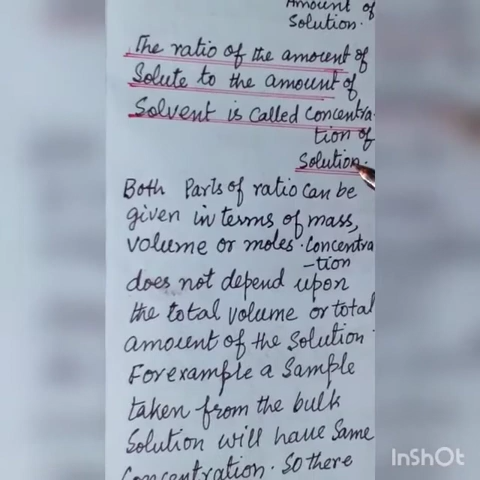 Amount of
Solution.
The ratio of the amount of
Solute to the amount of
Solvent is called Concentra-
tion of
Solution.
Both Parts of ratio can be
given in terms of mass,
volume or moles. Concentra
-tion
does not depend upon
the total volume or total
amount of the Solution.
For example a Sample
taken from the bulk
Solution will have Same
Concentration. So there
InShOt